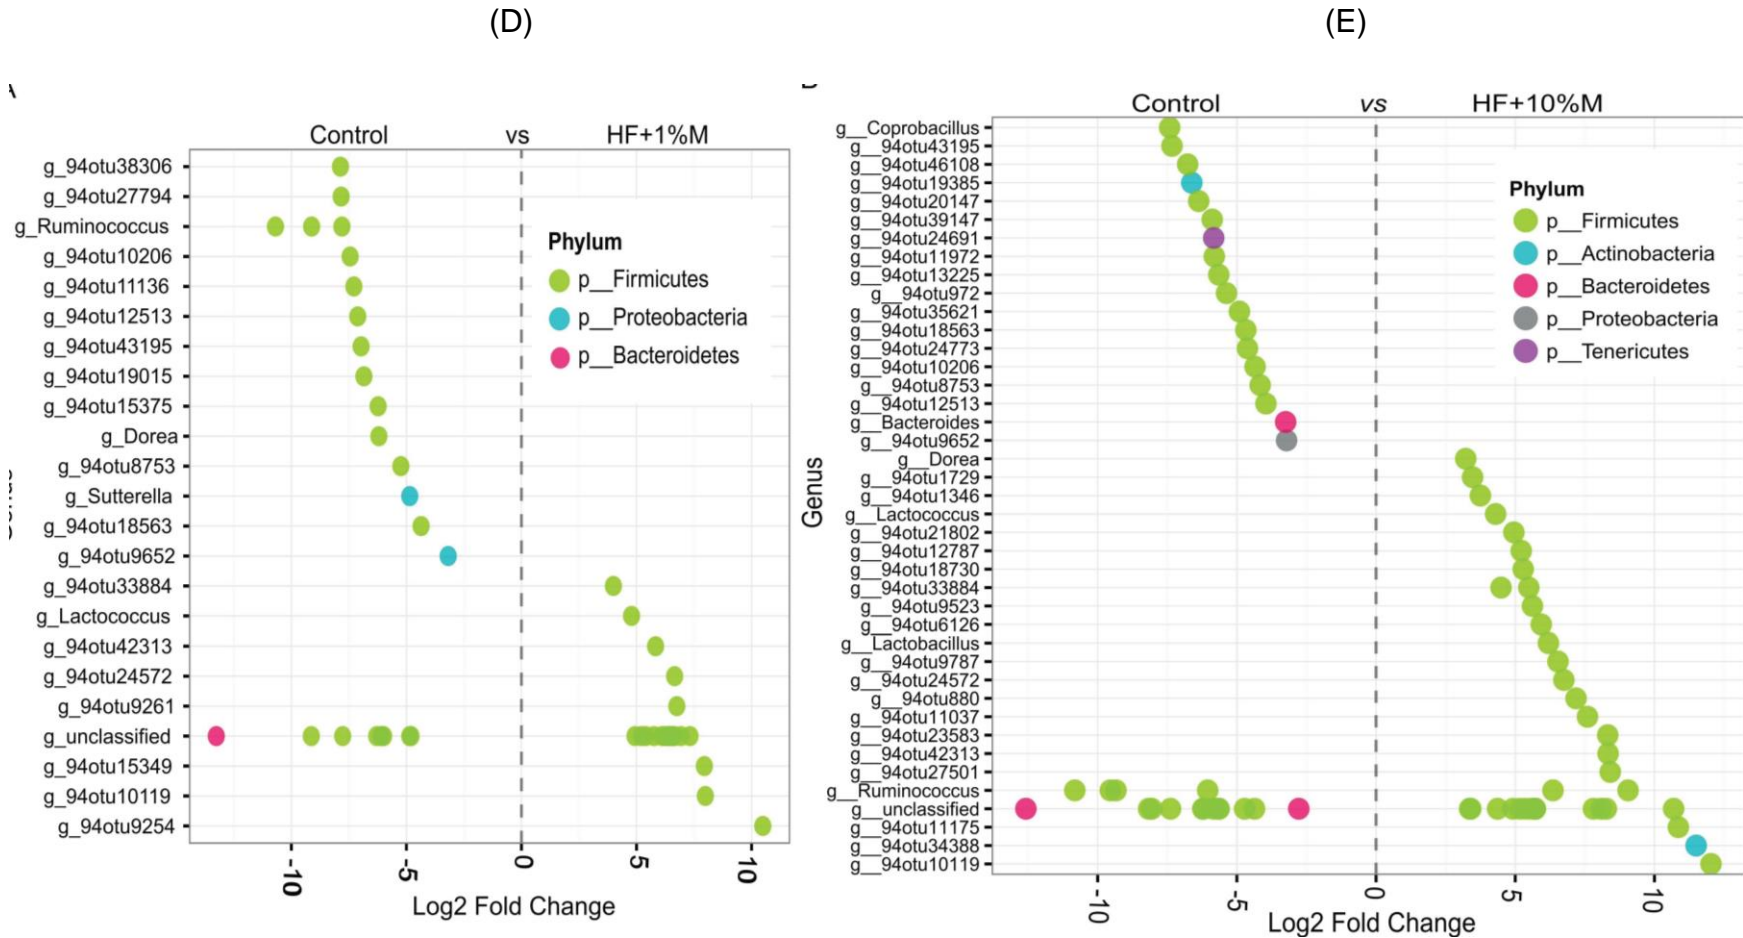 (D)
Control vs HF+1%M
g_94otu38306
g_94otu27794
g_Ruminococcus
g_94otu10206
g_94otu11136
g_94otu12513
g_94otu43195
g_94otu19015
g_94otu15375
g_Dorea
g_94otu8753
g_Sutterella
g_94otu18563
g_94otu9652
g_94otu33884
g_Lactococcus
g_94otu42313
g_94otu24572
g_94otu9261
g_unclassified
g_94otu15349
g_94otu10119
g_94otu9254
Phylum
p__Firmicutes
p__Proteobacteria
p__Bacteroidetes
-10 -5 0 5 10
Log2 Fold Change
(E)
Control vs HF+10%M
Genus
g__Coprobacillus
g__94otu43195
g__94otu46108
g__94otu19385
g__94otu20147
g__94otu39147
g__94otu24691
g__94otu11972
g__94otu13225
g__94otu972
g__94otu35621
g__94otu18563
g__94otu24773
g__94otu10206
g__94otu8753
g__94otu12513
g__Bacteroides
g__94otu9652
g__Dorea
g__94otu1729
g__94otu1346
g__Lactococcus
g__94otu21802
g__94otu12787
g__94otu18730
g__94otu33884
g__94otu9523
g__94otu6126
g__Lactobacillus
g__94otu9787
g__94otu24572
g__94otu880
g__94otu11037
g__94otu23583
g__94otu42313
g__94otu27501
g__Ruminococcus
g__unclassified
g__94otu11175
g__94otu34388
g__94otu10119
Phylum
p__Firmicutes
p__Actinobacteria
p__Bacteroidetes
p__Proteobacteria
p__Tenericutes
-10 -5 0 5 10
Log2 Fold Change